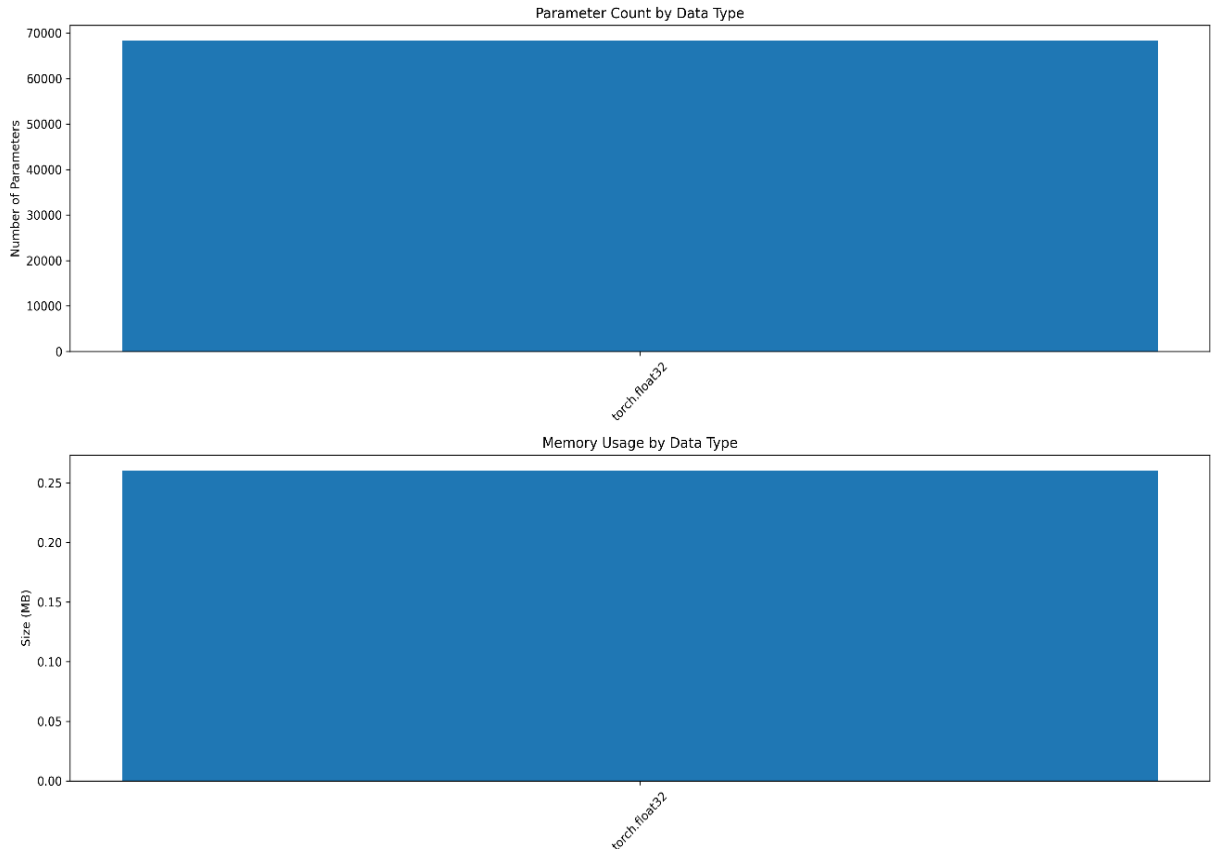 Parameter Count by Data Type
70000
60000
50000
40000
30000
20000
10000
0
Number of Parameters
torch.float32
Memory Usage by Data Type
0.25
0.20
0.15
0.10
0.05
0.00
Size (MB)
torch.float32